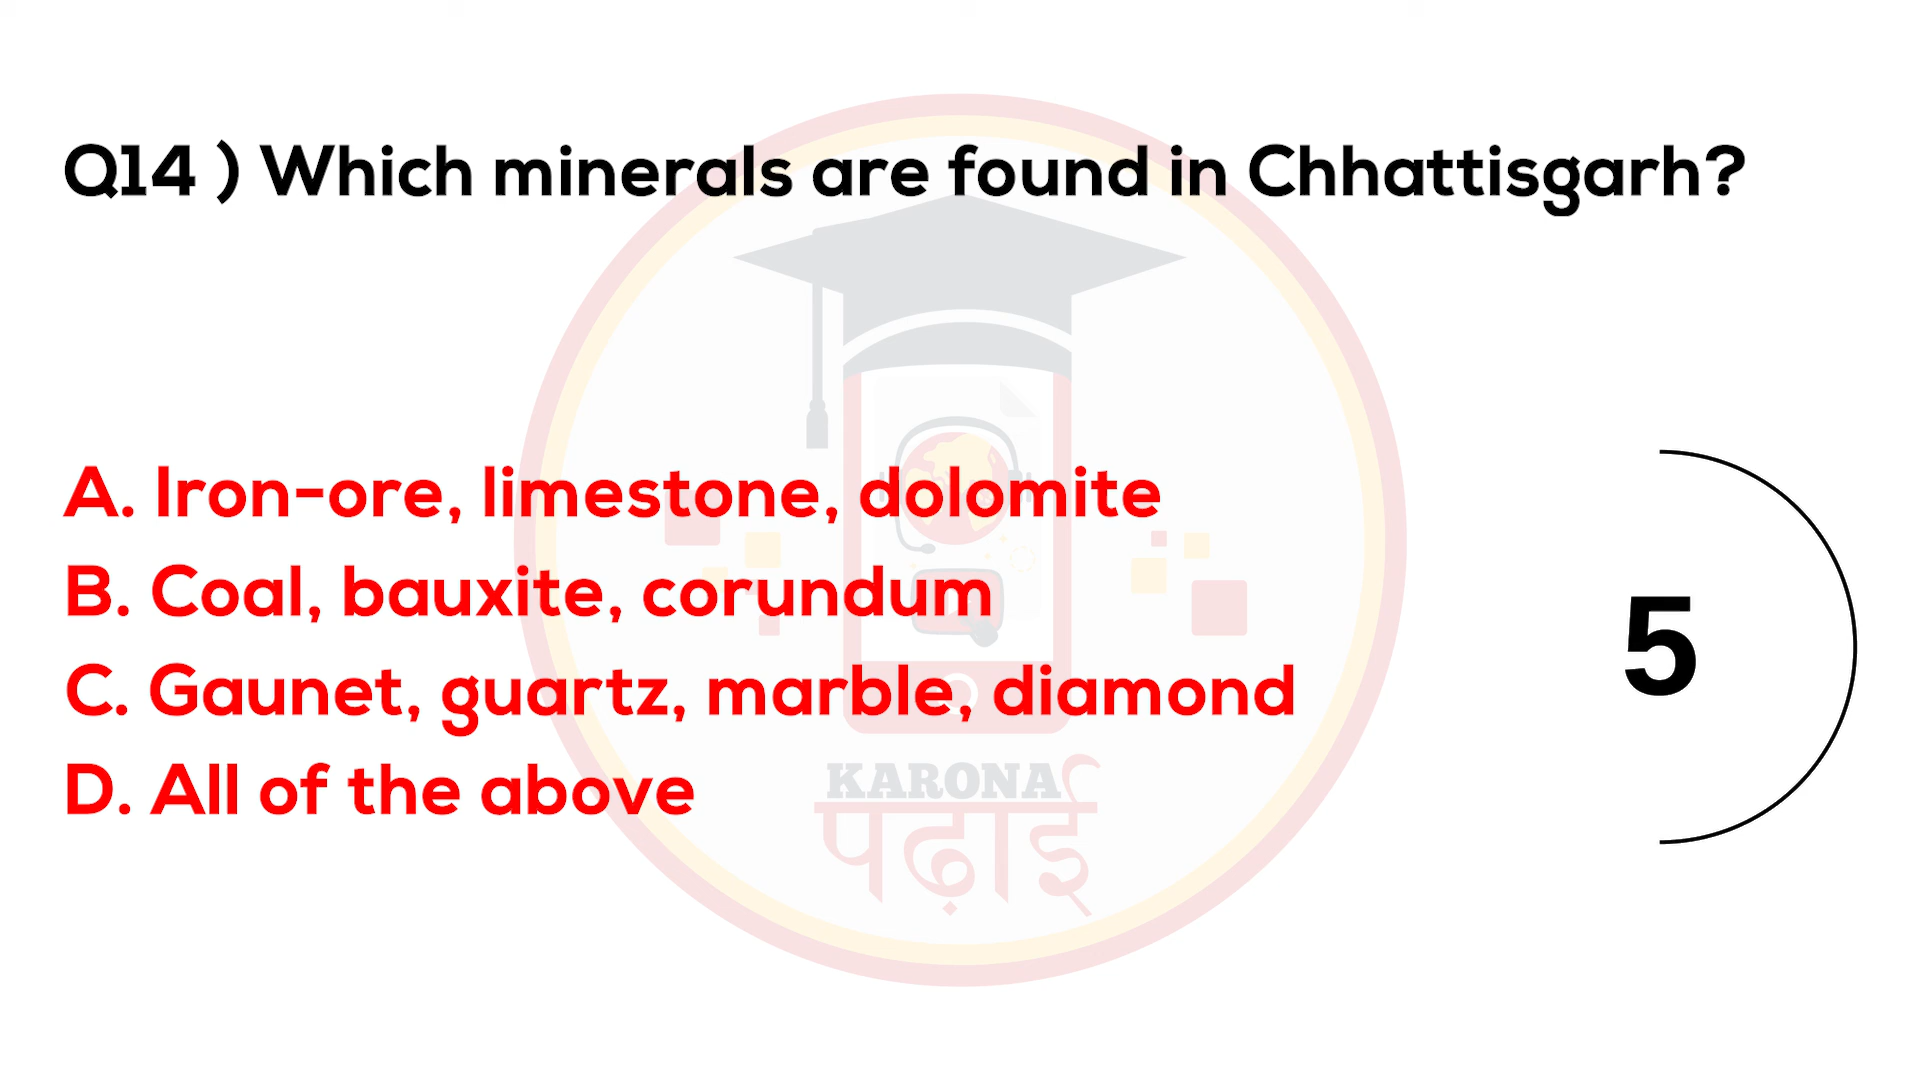 Q14 ) Which minerals are found in Chhattisgarh?
A. Iron-ore, limestone, dolomite
B. Coal, bauxite, corundum
C. Gaunet, guartz, marble, diamond
D. All of the above
5
KARONA
पढ़ाई